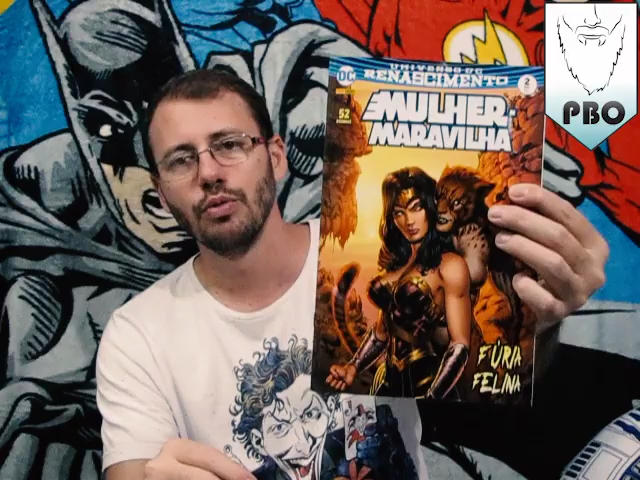 PBO
UNIVERSO DC
RENASCIMENTO
DC
2
52
MULHER-
MARAVILHA
FÚRIA
FELINA